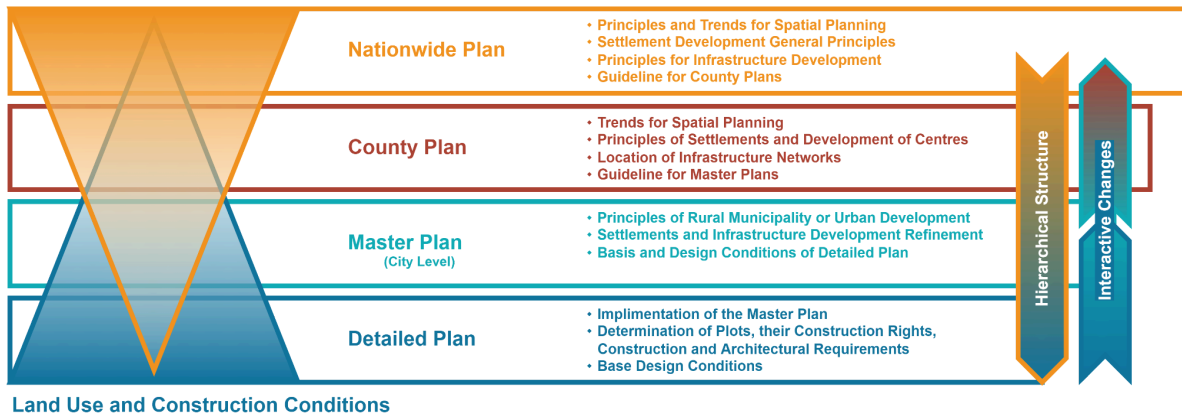 Nationwide Plan
• Principles and Trends for Spatial Planning
• Settlement Development General Principles
• Principles for Infrastructure Development
• Guideline for County Plans
County Plan
• Trends for Spatial Planning
• Principles of Settlements and Development of Centres
• Location of Infrastructure Networks
• Guideline for Master Plans
Master Plan
(City Level)
• Principles of Rural Municipality or Urban Development
• Settlements and Infrastructure Development Refinement
• Basis and Design Conditions of Detailed Plan
Detailed Plan
• Implimentation of the Master Plan
• Determination of Plots, their Construction Rights,
Construction and Architectural Requirements
• Base Design Conditions
Hierarchical Structure
Interactive Changes
Land Use and Construction Conditions